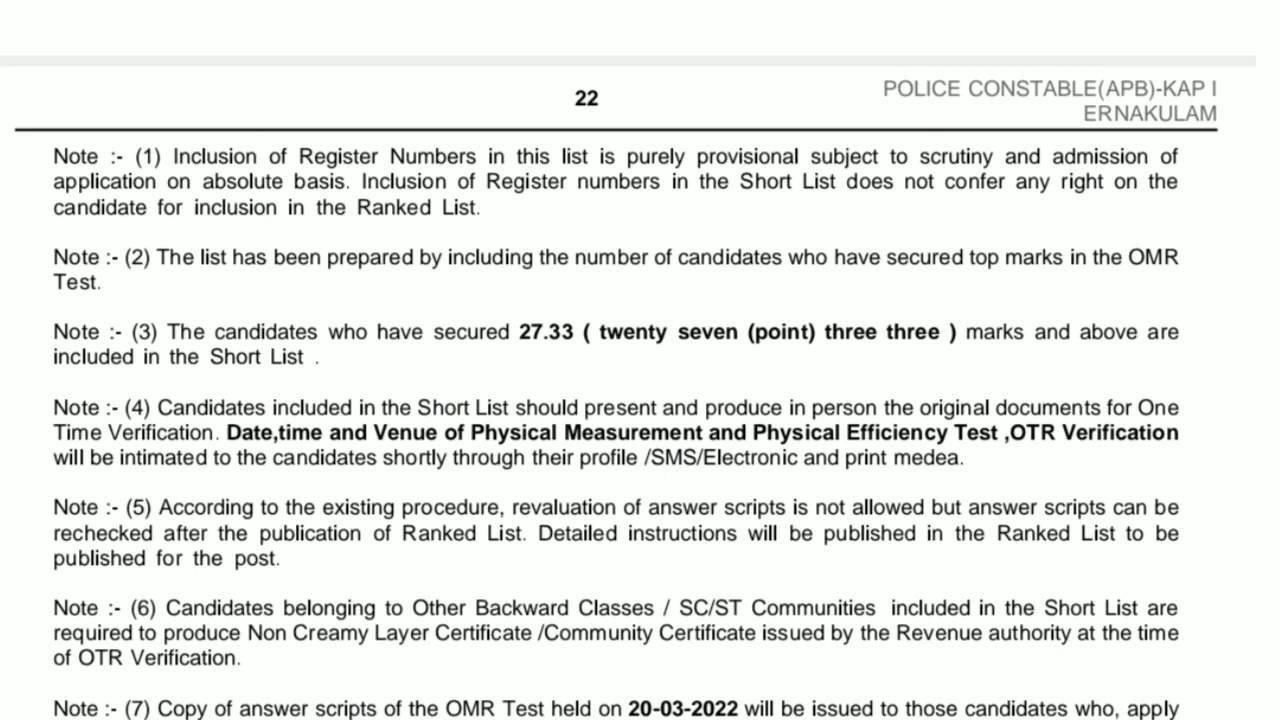 22
POLICE CONSTABLE(APB)-KAP I
ERNAKULAM
Note :- (1) Inclusion of Register Numbers in this list is purely provisional subject to scrutiny and admission of
application on absolute basis. Inclusion of Register numbers in the Short List does not confer any right on the
candidate for inclusion in the Ranked List.
Note :- (2) The list has been prepared by including the number of candidates who have secured top marks in the OMR
Test.
Note :- (3) The candidates who have secured 27.33 ( twenty seven (point) three three ) marks and above are
included in the Short List .
Note :- (4) Candidates included in the Short List should present and produce in person the original documents for One
Time Verification. Date,time and Venue of Physical Measurement and Physical Efficiency Test ,OTR Verification
will be intimated to the candidates shortly through their profile /SMS/Electronic and print medea.
Note :- (5) According to the existing procedure, revaluation of answer scripts is not allowed but answer scripts can be
rechecked after the publication of Ranked List. Detailed instructions will be published in the Ranked List to be
published for the post.
Note :- (6) Candidates belonging to Other Backward Classes / SC/ST Communities included in the Short List are
required to produce Non Creamy Layer Certificate /Community Certificate issued by the Revenue authority at the time
of OTR Verification.
Note :- (7) Copy of answer scripts of the OMR Test held on 20-03-2022 will be issued to those candidates who, apply